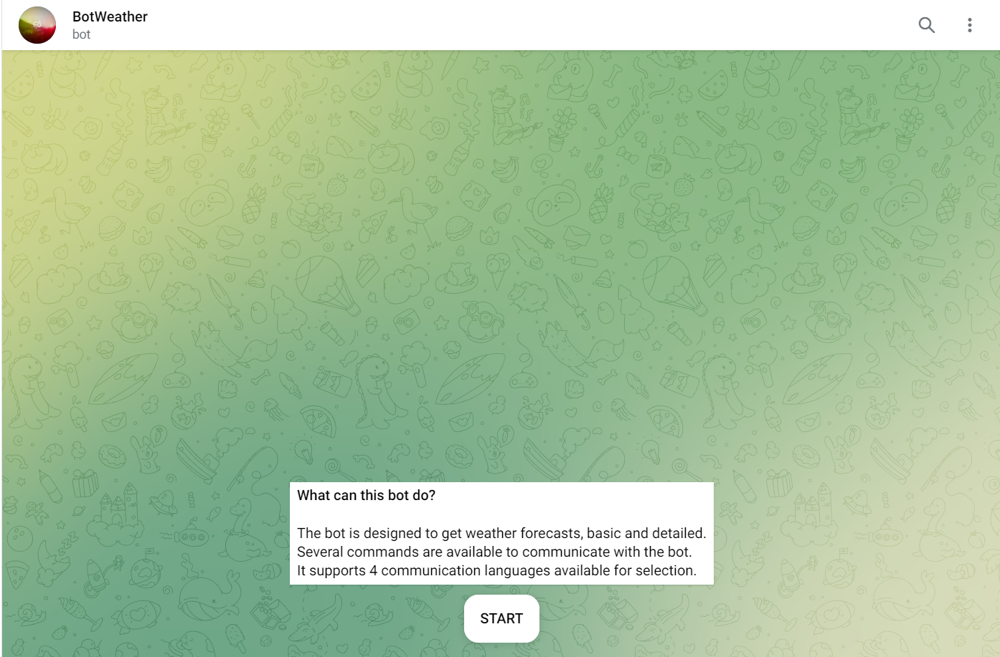 BotWeather
bot
What can this bot do?
The bot is designed to get weather forecasts, basic and detailed.
Several commands are available to communicate with the bot.
It supports 4 communication languages available for selection.
START